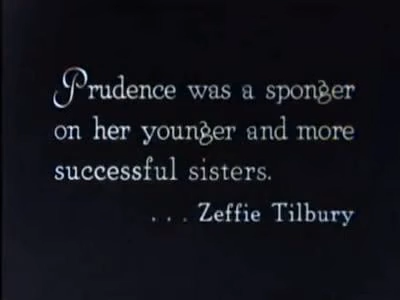 Prudence was a sponger
on her younger and more
successful sisters.
. . . Zeffie Tilbury